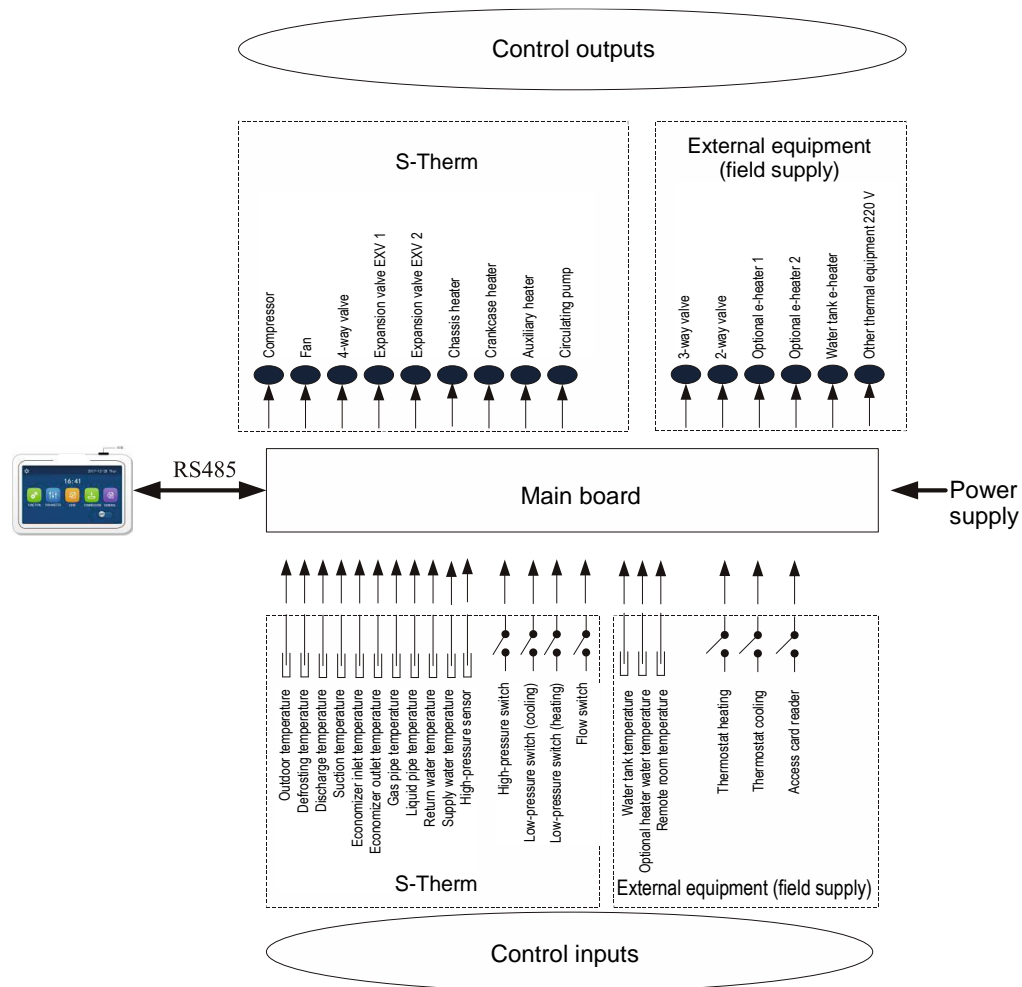 Control outputs
S-Therm
External equipment
(field supply)
Compressor
Fan
4-way valve
Expansion valve EXV 1
Expansion valve EXV 2
Chassis heater
Crankcase heater
Auxiliary heater
Circulating pump
3-way valve
2-way valve
Optional e-heater 1
Optional e-heater 2
Water tank e-heater
Other thermal equipment 220 V
16:41
RS485
Main board
Power
supply
Outdoor temperature
Defrosting temperature
Discharge temperature
Suction temperature
Economizer inlet temperature
Economizer outlet temperature
Gas pipe temperature
Liquid pipe temperature
Return water temperature
Supply water temperature
High-pressure sensor
High-pressure switch
Low-pressure switch (cooling)
Low-pressure switch (heating)
Flow switch
Water tank temperature
Optional heater water temperature
Remote room temperature
Thermostat heating
Thermostat cooling
Access card reader
S-Therm
External equipment (field supply)
Control inputs